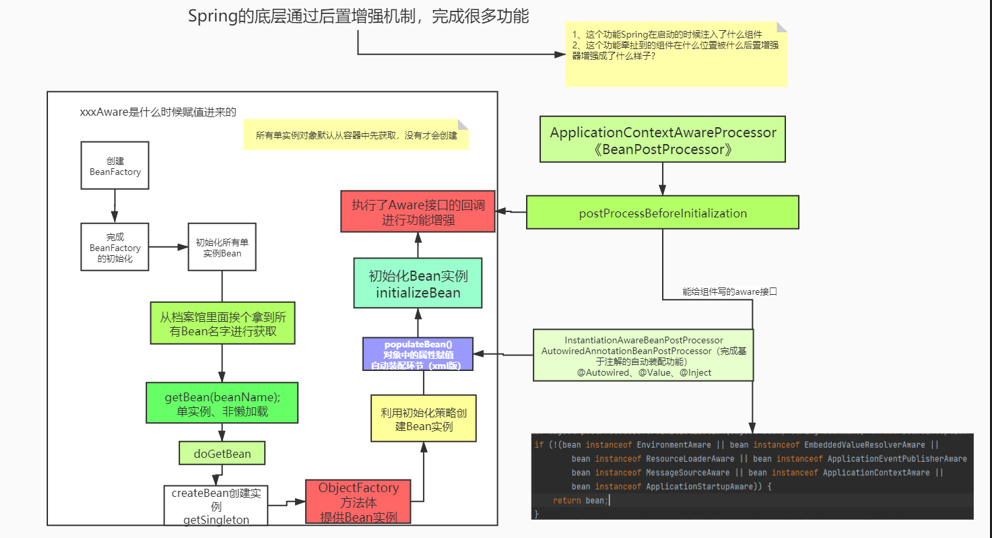 Spring的底层通过后置增强机制，完成很多功能
1、这个功能Spring在启动的时候注入了什么组件
2、这个功能牵扯到的组件在什么位置被什么后置增强
器增强成了什么样子？
xxxAware是什么时候赋值进来的
所有单实例对象默认从容器中先获取，没有才会创建
创建
BeanFactory
完成
BeanFactory
的初始化
初始化所有单
实例Bean
从档案馆里面挨个拿到所
有Bean名字进行获取
getBean(beanName);
单实例、非懒加载
doGetBean
createBean创建实
例
getSingleton
ObjectFactory
方法体
提供Bean实例
利用初始化策略创
建Bean实例
populateBean()
对象中的属性赋值
自动装配环节（xml版）
初始化Bean实例
initializeBean
执行了Aware接口的回调
进行功能增强
ApplicationContextAwareProcessor
《BeanPostProcessor》
postProcessBeforeInitialization
能给组件写的aware接口
InstantiationAwareBeanPostProcessor
AutowiredAnnotationBeanPostProcessor（完成基
于注解的自动装配功能）
@Autowired、@Value、@Inject
if (!(bean instanceof EnvironmentAware || bean instanceof EmbeddedValueResolverAware ||
bean instanceof ResourceLoaderAware || bean instanceof ApplicationEventPublisherAware
bean instanceof MessageSourceAware || bean instanceof ApplicationContextAware ||
bean instanceof ApplicationStartupAware)) {
return bean;
}